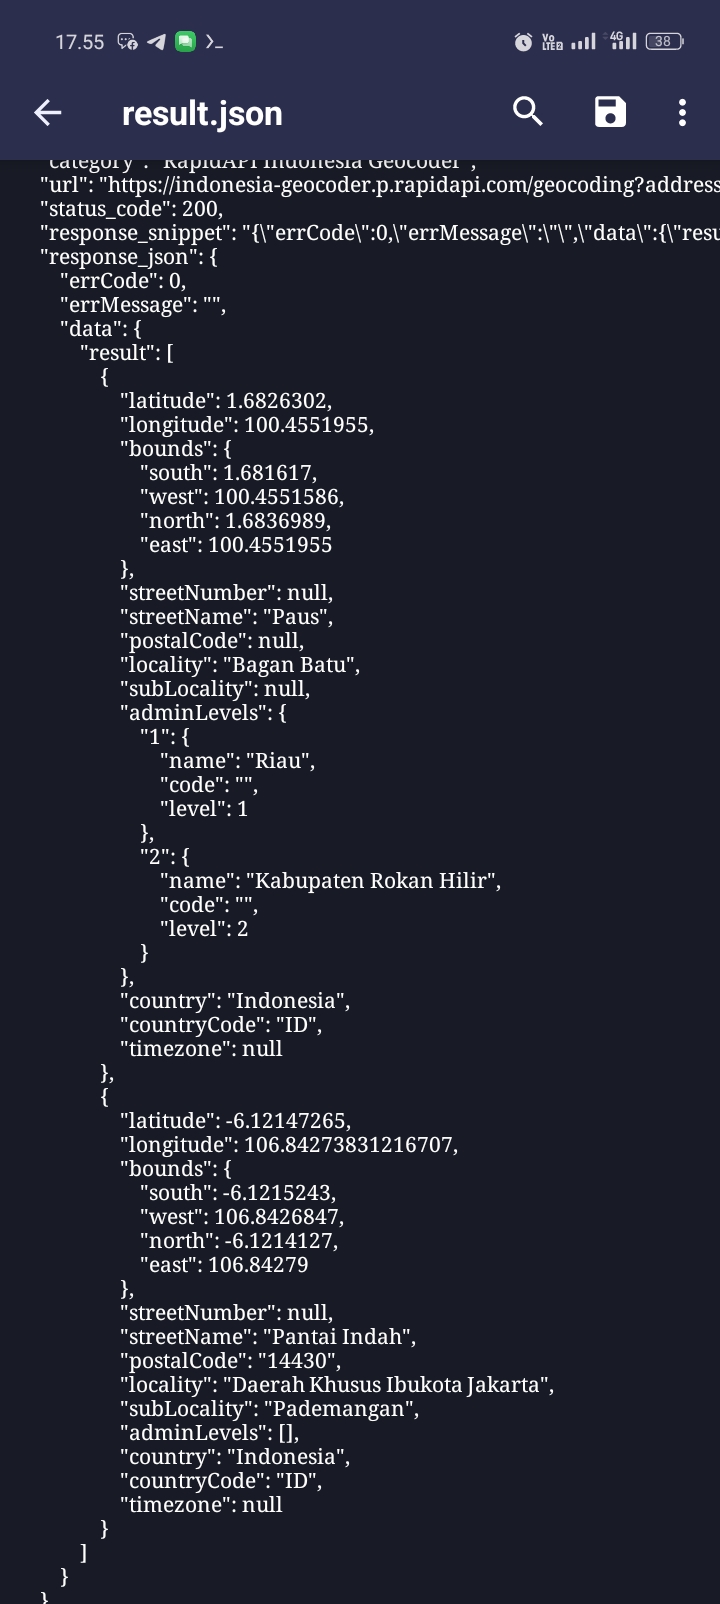 17.55
Vo LTE2 4G 38
result.json
"category": "RapidAPI Indonesia Geocoder",
"url": "https://indonesia-geocoder.p.rapidapi.com/geocoding?address
"status_code": 200,
"response_snippet": "{\"errCode\":0,\"errMessage\":\"\",\"data\":{\"resu
"response_json": {
"errCode": 0,
"errMessage": "",
"data": {
"result": [
{
"latitude": 1.6826302,
"longitude": 100.4551955,
"bounds": {
"south": 1.681617,
"west": 100.4551586,
"north": 1.6836989,
"east": 100.4551955
},
"streetNumber": null,
"streetName": "Paus",
"postalCode": null,
"locality": "Bagan Batu",
"subLocality": null,
"adminLevels": {
"1": {
"name": "Riau",
"code": "",
"level": 1
},
"2": {
"name": "Kabupaten Rokan Hilir",
"code": "",
"level": 2
}
},
"country": "Indonesia",
"countryCode": "ID",
"timezone": null
},
{
"latitude": -6.12147265,
"longitude": 106.84273831216707,
"bounds": {
"south": -6.1215243,
"west": 106.8426847,
"north": -6.1214127,
"east": 106.84279
},
"streetNumber": null,
"streetName": "Pantai Indah",
"postalCode": "14430",
"locality": "Daerah Khusus Ibukota Jakarta",
"subLocality": "Pademangan",
"adminLevels": [],
"country": "Indonesia",
"countryCode": "ID",
"timezone": null
}
]
}
}